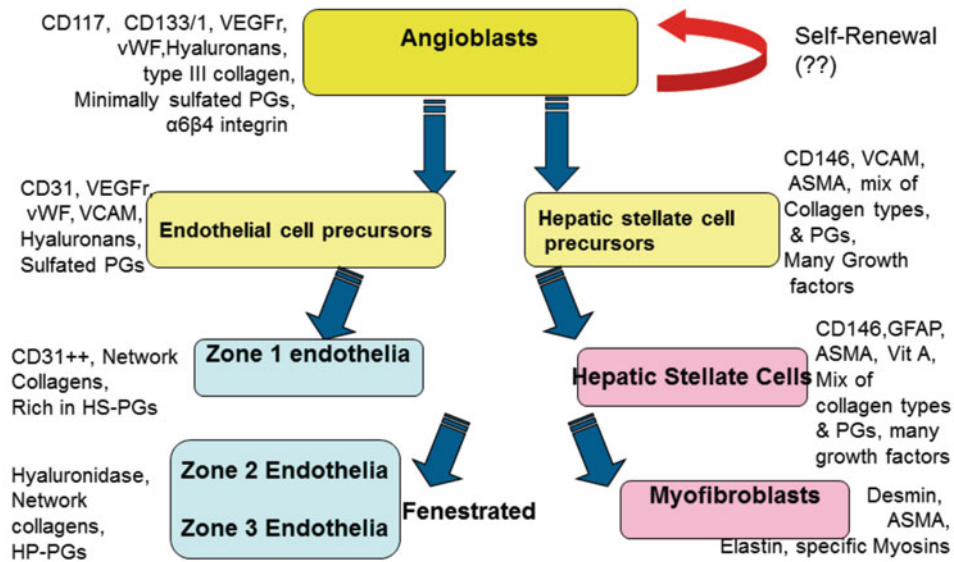 CD117, CD133/1, VEGFr,
vWF,Hyaluronans,
type III collagen,
Minimally sulfated PGs,
α6β4 integrin
Angioblasts
Self-Renewal
(??)
CD31, VEGFr,
vWF, VCAM,
Hyaluronans,
Sulfated PGs
Endothelial cell precursors
Hepatic stellate cell
precursors
CD146, VCAM,
ASMA, mix of
Collagen types,
& PGs,
Many Growth
factors
CD31++, Network
Collagens,
Rich in HS-PGs
Zone 1 endothelia
Hepatic Stellate Cells
CD146,GFAP,
ASMA, Vit A,
Mix of
collagen types
& PGs, many
growth factors
Hyaluronidase,
Network
collagens,
HP-PGs
Zone 2 Endothelia
Zone 3 Endothelia
Fenestrated
Myofibroblasts
Desmin,
ASMA,
Elastin, specific Myosins